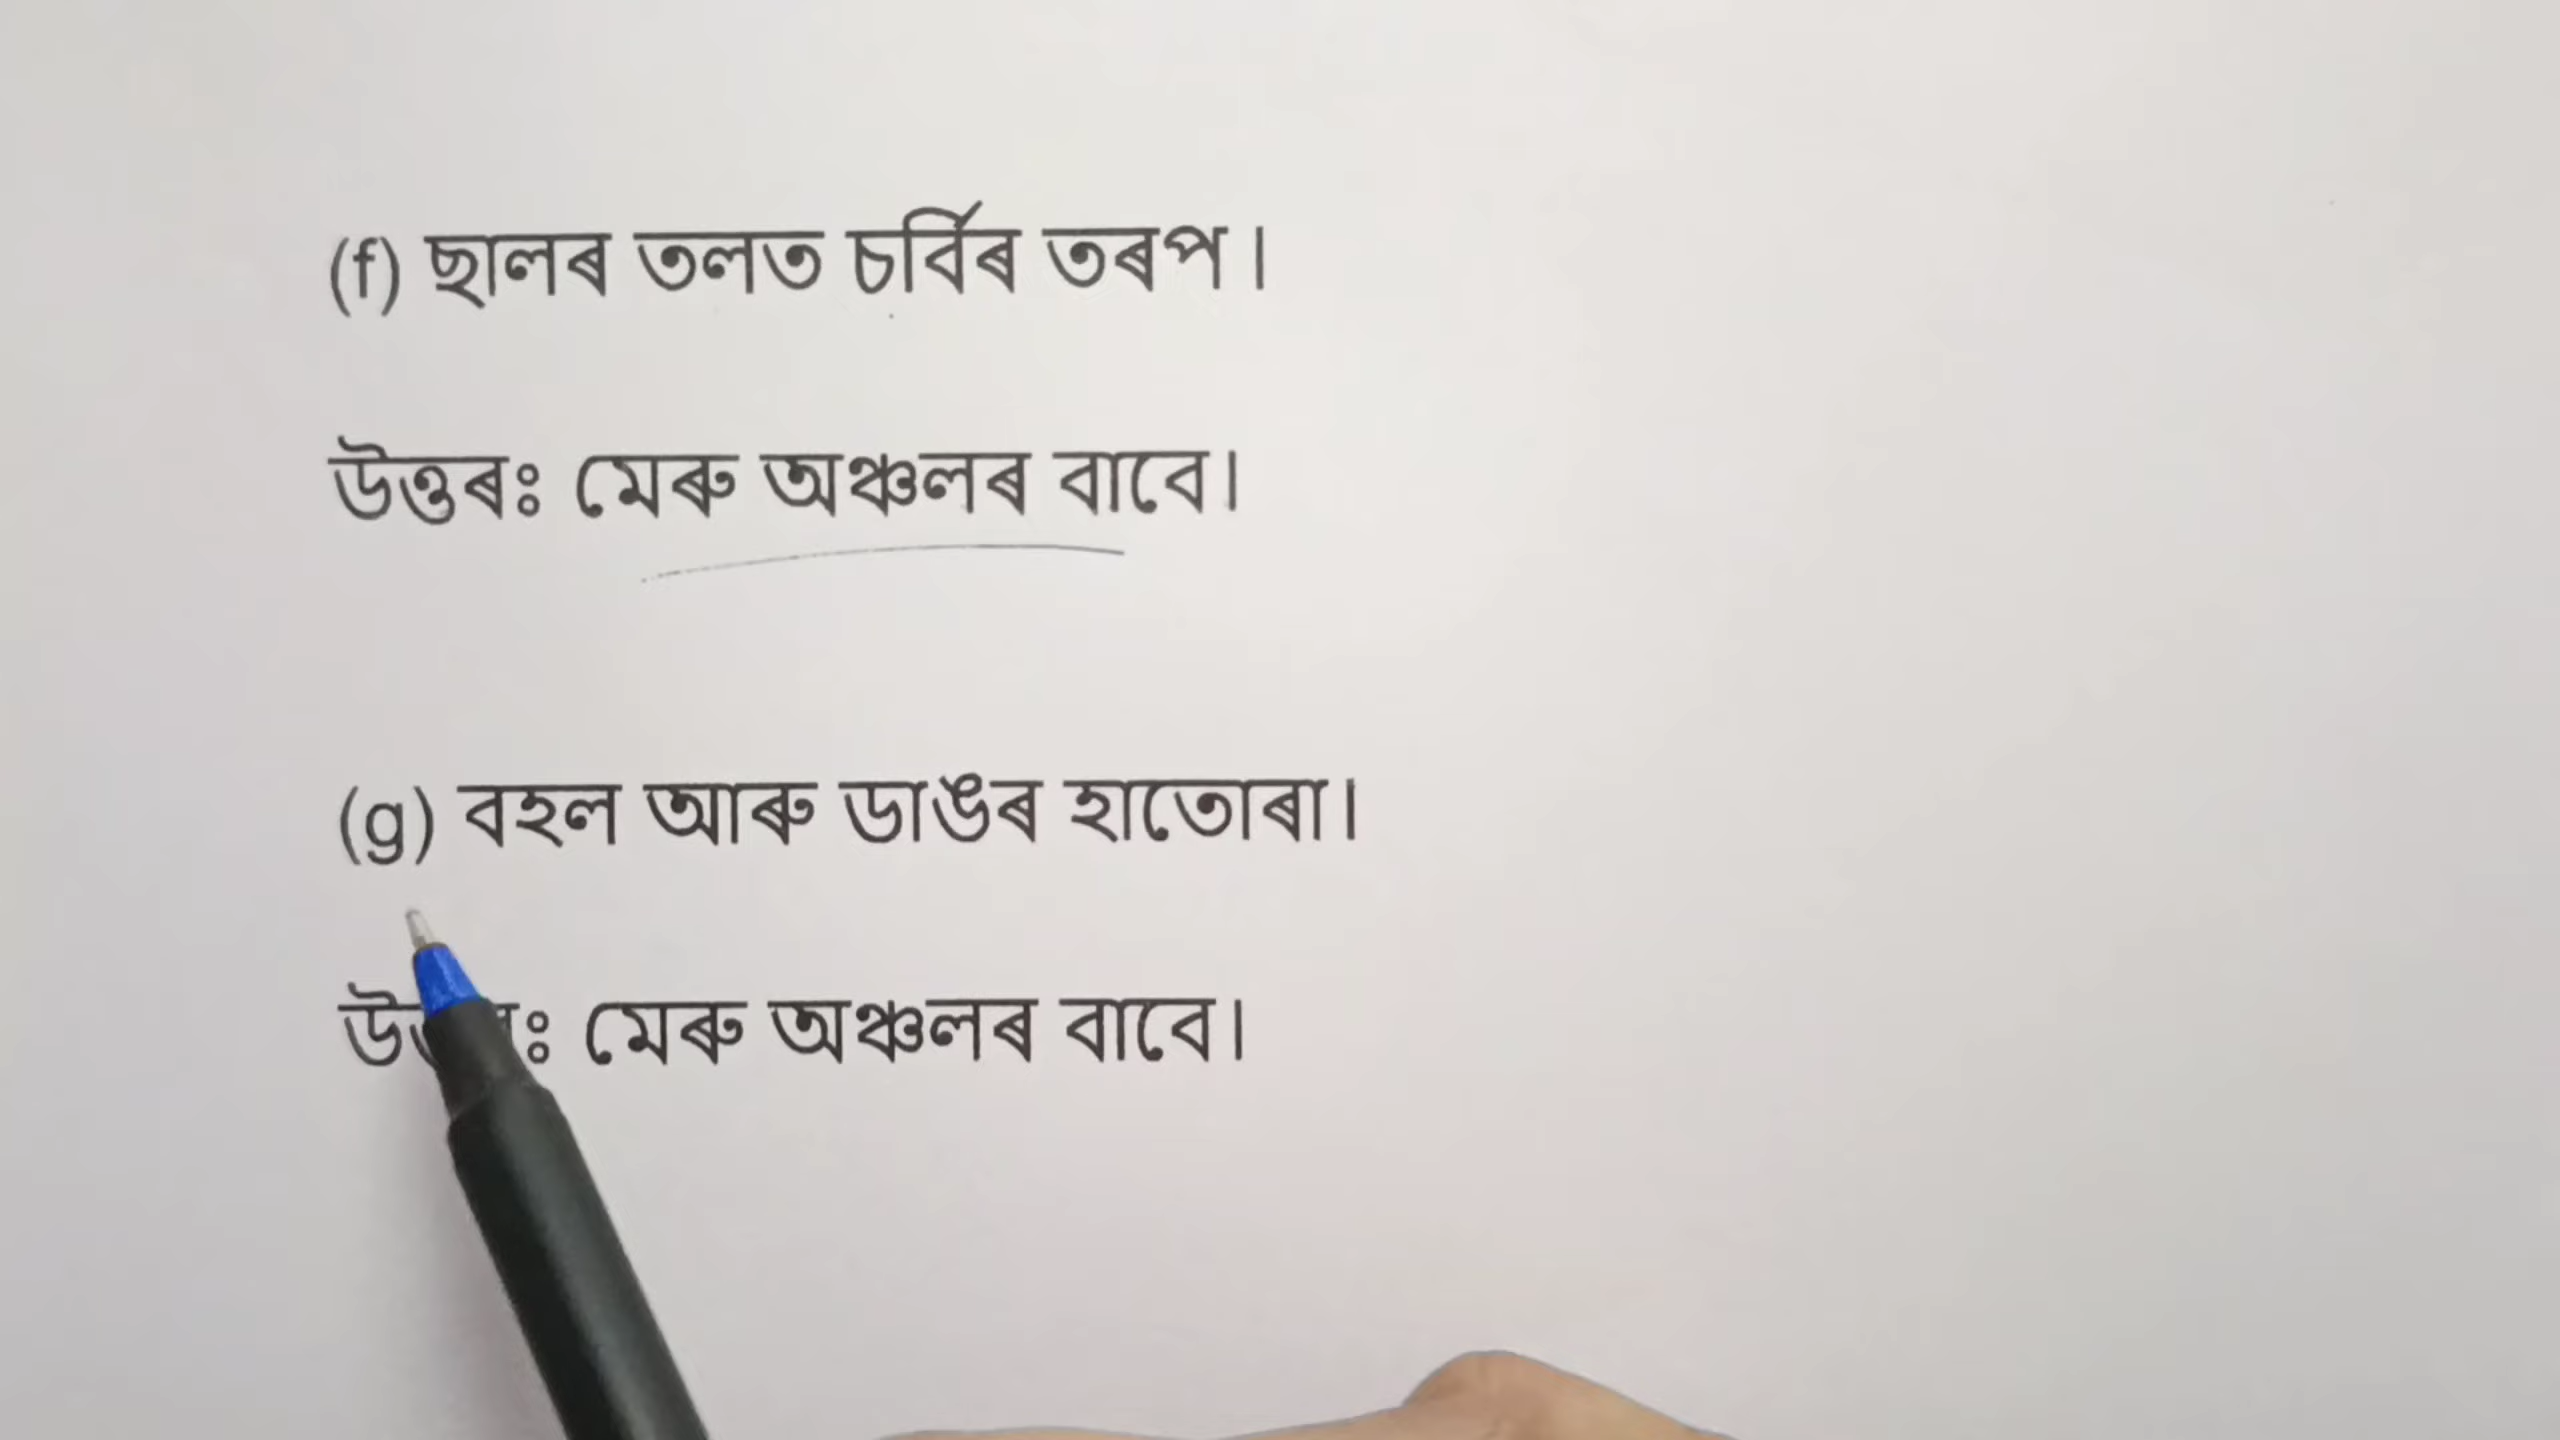 (f) ছালৰ তলত চৰ্বিৰ তৰপ।
উত্তৰঃ মেৰু অঞ্চলৰ বাবে।
(g) বহল আৰু ডাঙৰ হাতোৰা।
মেৰু অঞ্চলৰ বাবে।